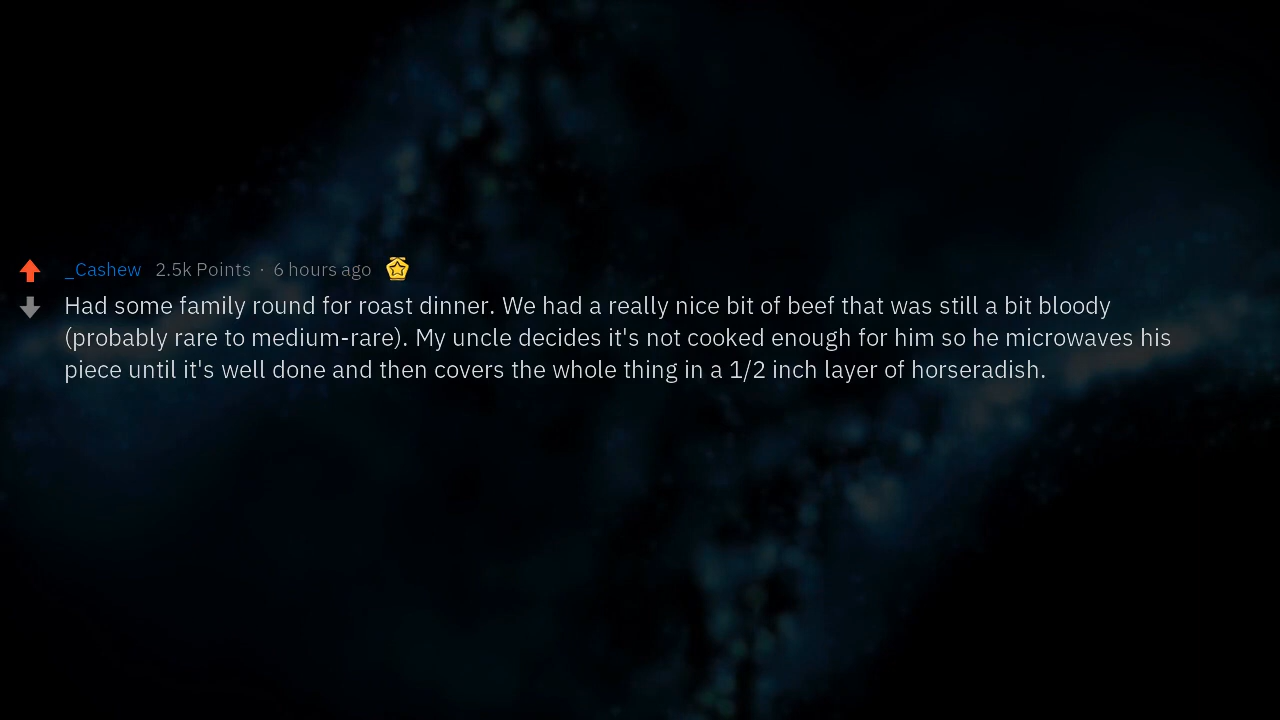 _Cashew 2.5k Points · 6 hours ago
Had some family round for roast dinner. We had a really nice bit of beef that was still a bit bloody
(probably rare to medium-rare). My uncle decides it's not cooked enough for him so he microwaves his
piece until it's well done and then covers the whole thing in a 1/2 inch layer of horseradish.